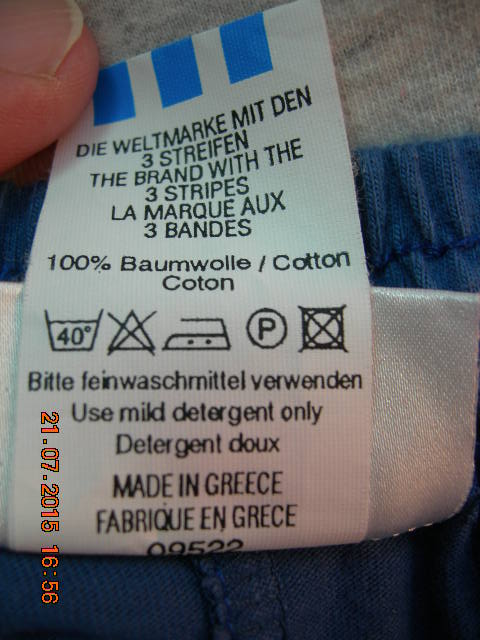 DIE WELTMARKE MIT DEN
3 STREIFEN
THE BRAND WITH THE
3 STRIPES
LA MARQUE AUX
3 BANDES
100% Baumwolle / Cotton
Coton
40°
P
Bitte feinwaschmittel verwenden
Use mild detergent only
Detergent doux
MADE IN GREECE
FABRIQUE EN GRECE
09522
21.07.2015 16:56